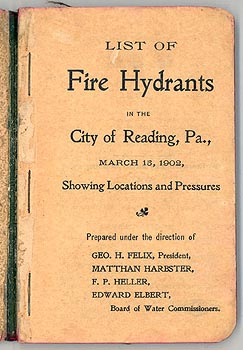 LIST OF
Fire Hydrants
IN THE
City of Reading, Pa.,
MARCH 13, 1902,
Showing Locations and Pressures
Prepared under the direction of
GEO. H. FELIX, President,
MATTHAN HARBSTER,
F. P. HELLER,
EDWARD ELBERT,
Board of Water Commissioners.